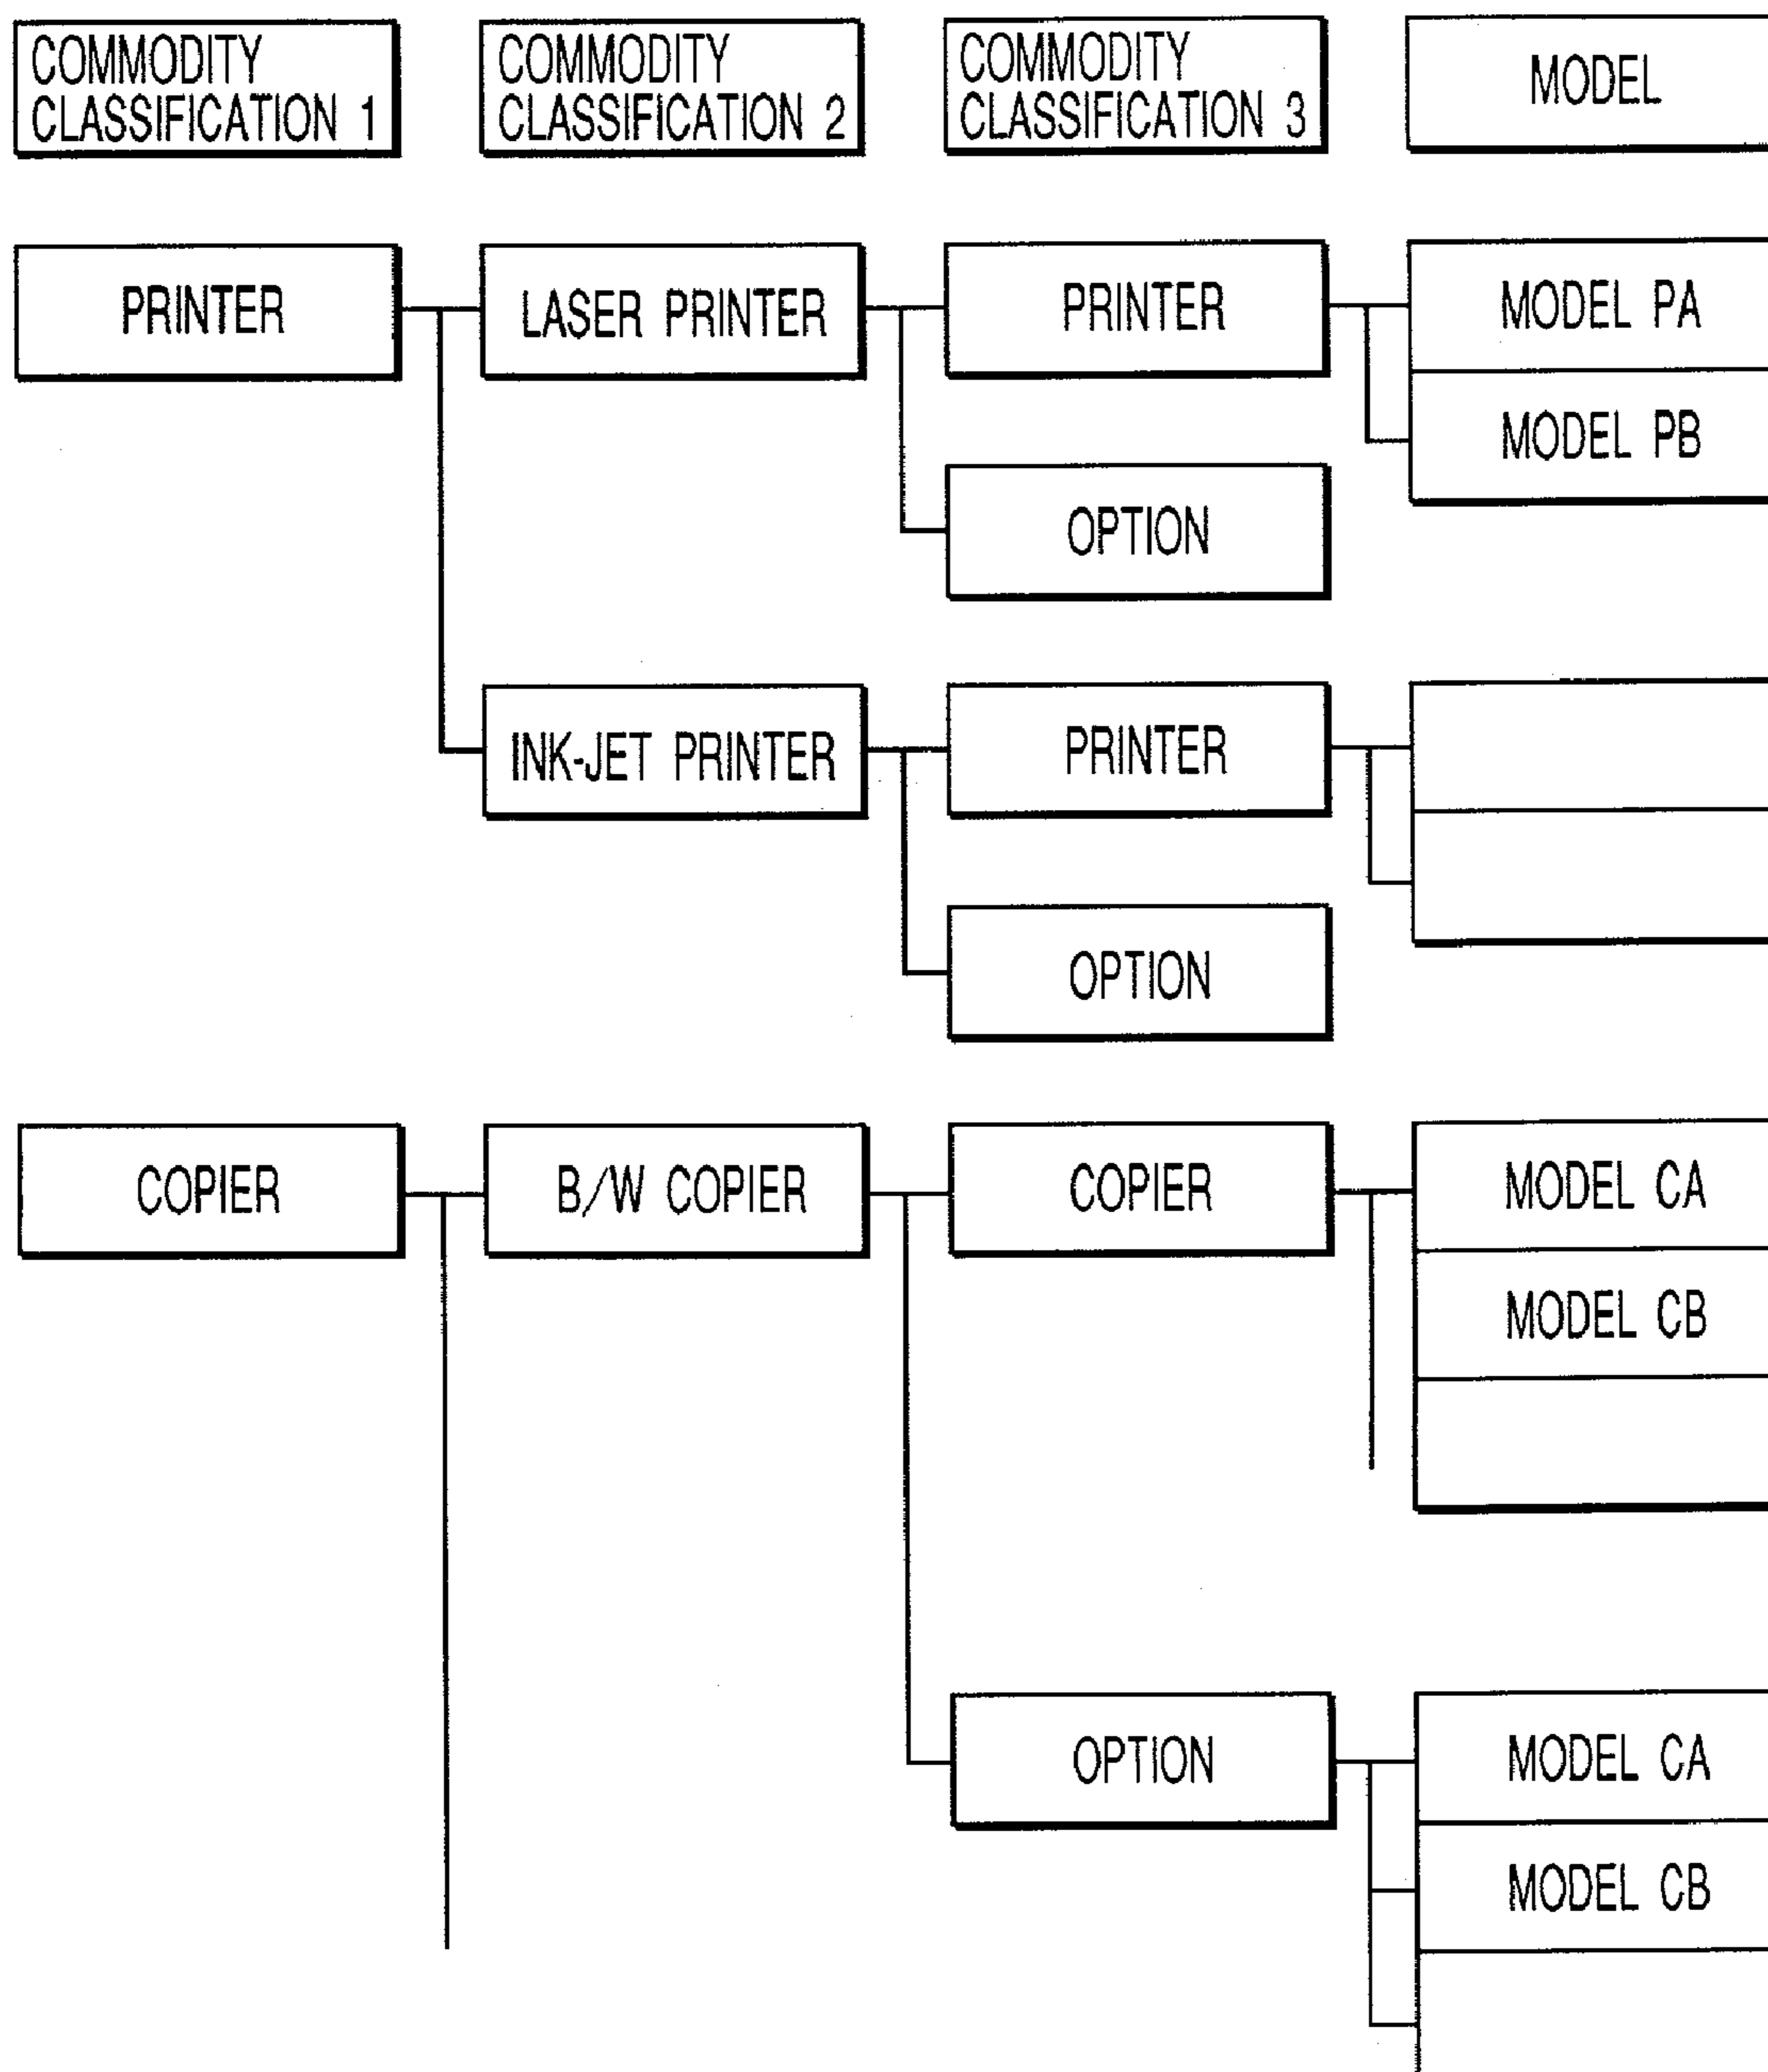 COMMODITY
CLASSIFICATION 1
COMMODITY
CLASSIFICATION 2
COMMODITY
CLASSIFICATION 3
MODEL
PRINTER
LASER PRINTER
PRINTER
MODEL PA
MODEL PB
OPTION
INK-JET PRINTER
PRINTER
OPTION
COPIER
B/W COPIER
COPIER
MODEL CA
MODEL CB
OPTION
MODEL CA
MODEL CB